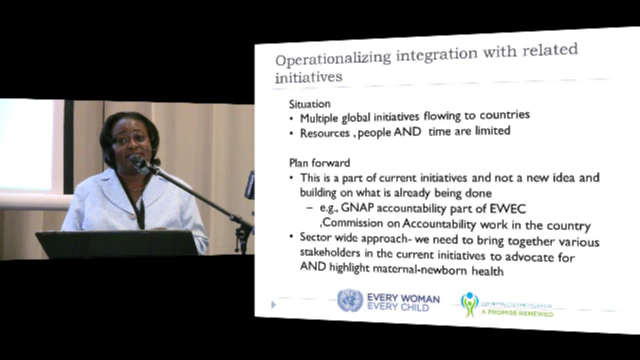 Operationalizing integration with related
initiatives
Situation
• Multiple global initiatives flowing to countries
• Resources ,people AND time are limited
Plan forward
• This is a part of current initiatives and not a new idea and
building on what is already being done
– e.g., GNAP accountability part of EWEC
,Commission on Accountability work in the country
• Sector wide approach- we need to bring together various
stakeholders in the current initiatives to advocate for
AND highlight maternal-newborn health
EVERY WOMAN
EVERY CHILD
A PROMISE RENEWED